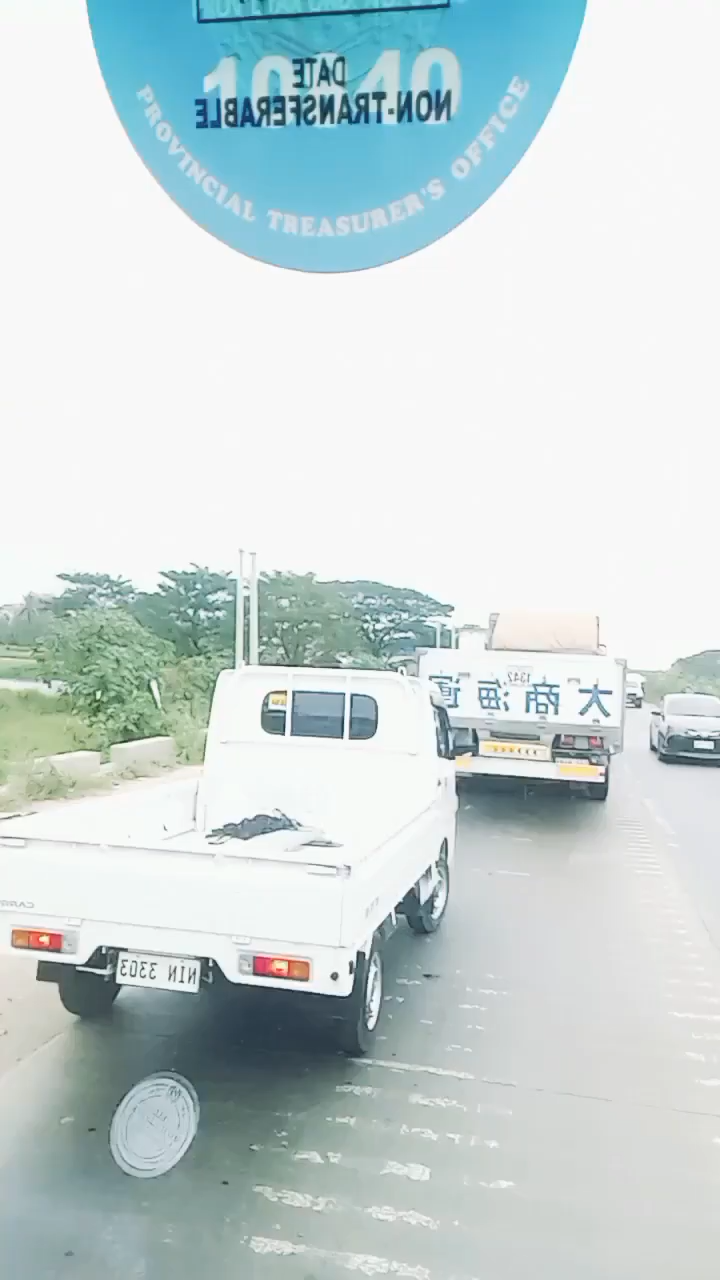 DATE
NON-TRANSFERABLE
PROVINCIAL TREASURER'S OFFICE
大商海運
NIN 3303